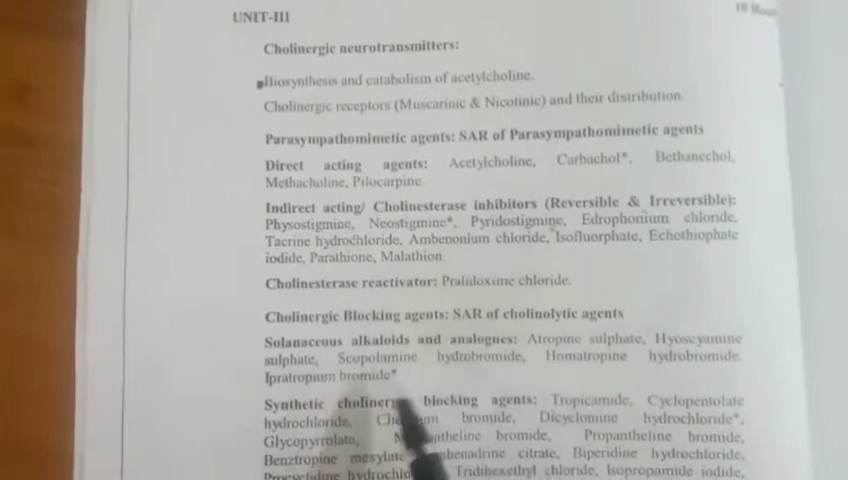 UNIT-III
Cholinergic neurotransmitters:
Biosynthesis and catabolism of acetylcholine.
Cholinergic receptors (Muscarinic & Nicotinic) and their distribution.
Parasympathomimetic agents: SAR of Parasympathomimetic agents
Direct acting agents: Acetylcholine, Carbachol*, Bethanechol,
Methacholine, Pilocarpine.
Indirect acting/ Cholinesterase inhibitors (Reversible & Irreversible):
Physostigmine, Neostigmine*, Pyridostigmine, Edrophonium chloride,
Tacrine hydrochloride, Ambenonium chloride, Isofluorphate, Echothiophate
iodide, Parathione, Malathion.
Cholinesterase reactivator: Pralidoxime chloride.
Cholinergic Blocking agents: SAR of cholinolytic agents
Solanaceous alkaloids and analogues: Atropine sulphate, Hyoscyamine
sulphate, Scopolamine hydrobromide, Homatropine hydrobromide,
Ipratropium bromide*
Synthetic blocking agents: Tropicamide, Cyclopentolate
hydrochloride, bromide, Dicyclomine hydrochloride*,
Glycopyrrolate, bromide, Propantheline bromide,
Benztropine mesylate citrate, Biperidine hydrochloride,
Tridihexethyl chloride, Isopropamide iodide,